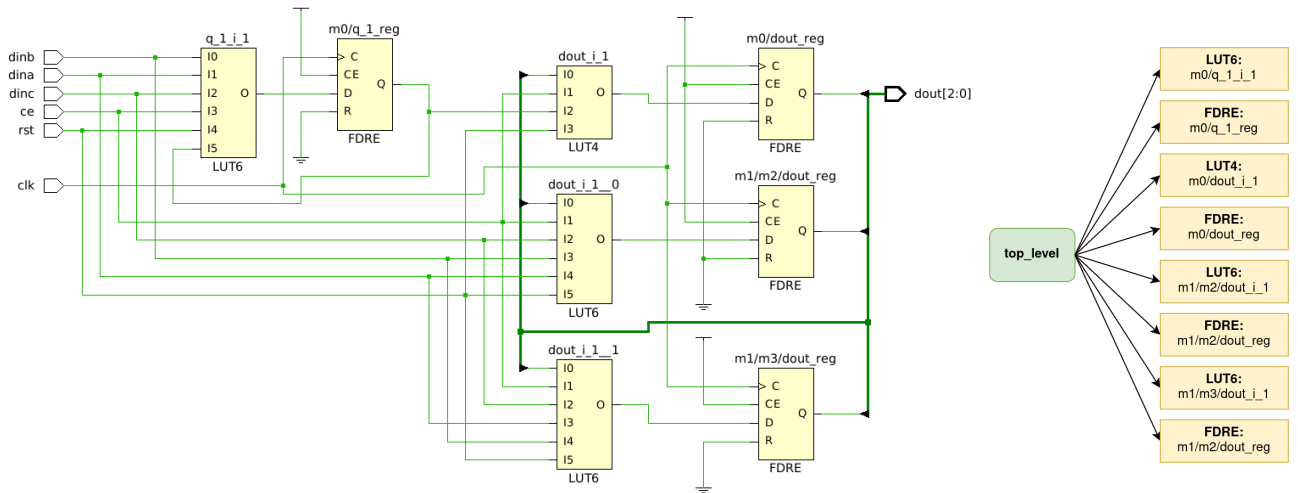 dinb
dina
dinc
ce
rst
clk
q_1_i_1
I0
I1
I2
I3
I4
I5
O
LUT6
m0/q_1_reg
C
CE
D
R
Q
FDRE
dout_i_1
I0
I1
I2
I3
O
LUT4
dout_i_1__0
I0
I1
I2
I3
I4
I5
O
LUT6
dout_i_1__1
I0
I1
I2
I3
I4
I5
O
LUT6
m0/dout_reg
C
CE
D
R
Q
FDRE
m1/m2/dout_reg
C
CE
D
R
Q
FDRE
m1/m3/dout_reg
C
CE
D
R
Q
FDRE
dout[2:0]
top_level
LUT6:
m0/q_1_i_1
FDRE:
m0/q_1_reg
LUT4:
m0/dout_i_1
FDRE:
m0/dout_reg
LUT6:
m1/m2/dout_i_1
FDRE:
m1/m2/dout_reg
LUT6:
m1/m3/dout_i_1
FDRE:
m1/m2/dout_reg